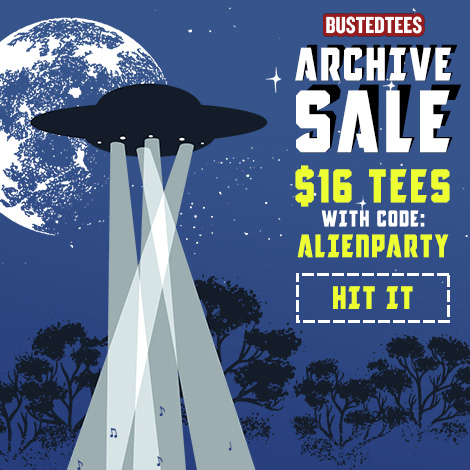 BUSTEDTEES
ARCHIVE
SALE
$16 TEES
WITH CODE:
ALIENPARTY
HIT IT